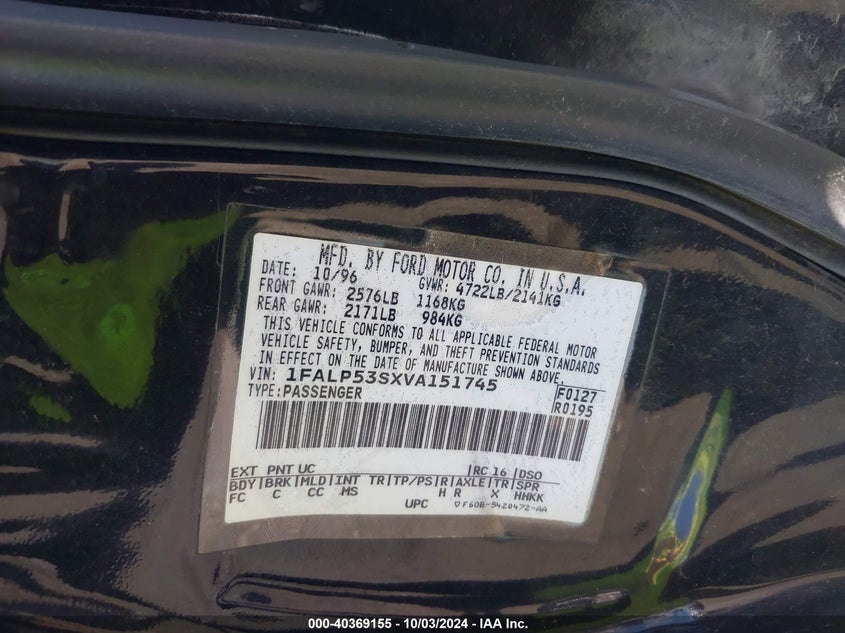 MFD. BY FORD MOTOR CO. IN U.S.A.
DATE: 10/96 GVWR: 4722LB/2141KG
FRONT GAWR: 2576LB 1168KG
REAR GAWR: 2171LB 984KG
THIS VEHICLE CONFORMS TO ALL APPLICABLE FEDERAL MOTOR
VEHICLE SAFETY, BUMPER, AND THEFT PREVENTION STANDARDS
IN EFFECT ON THE DATE OF MANUFACTURE SHOWN ABOVE.
VIN: 1FALP53SXVA151745
TYPE: PASSENGER
F0127
R0195
EXT PNT UC RC 16 DSO
BDY BRK MLD INT TR TP/PS R AXLE TR SPR
FC C CC MS H R X HHKK
UPC ▽F60B-5420472-AA
000-40369155 - 10/03/2024 - IAA Inc.